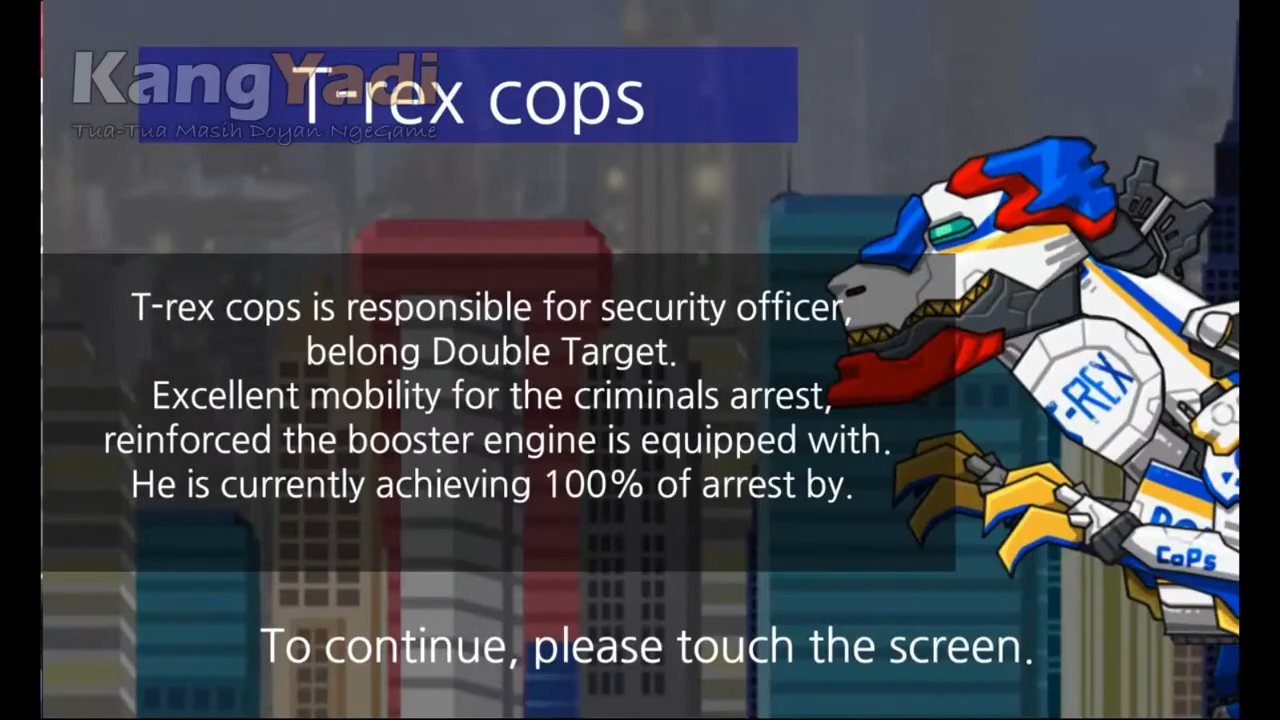 KangYadi
Tua-Tua Masih Doyan NgeGame
T-rex cops
T-rex cops is responsible for security officer,
belong Double Target.
Excellent mobility for the criminals arrest,
reinforced the booster engine is equipped with.
He is currently achieving 100% of arrest by.
T-REX
CoPs
To continue, please touch the screen.